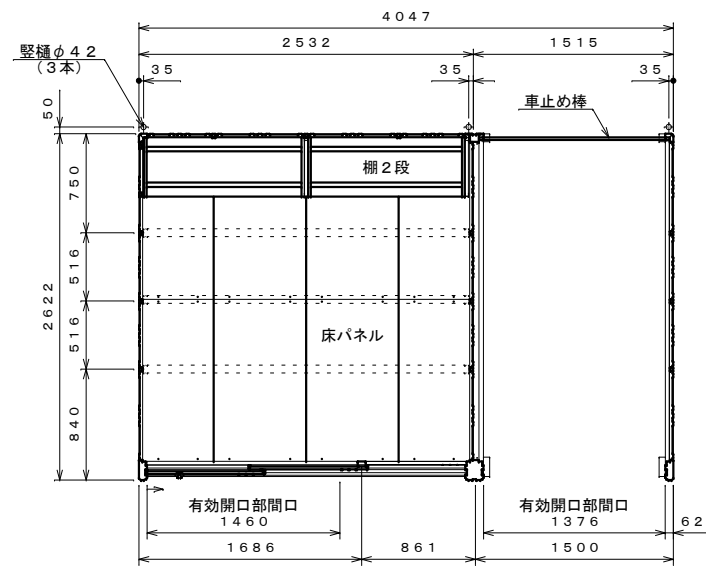 ４０４７
２５３２
１５１５
竪樋φ４２
（３本）
３５
３５
３５
車止め棒
５０
棚２段
７５０
５１６
２６２２
５１６
床パネル
８４０
有効開口部間口
有効開口部間口
１４６０
１３７６
６２
１６８６
８６１
１５００